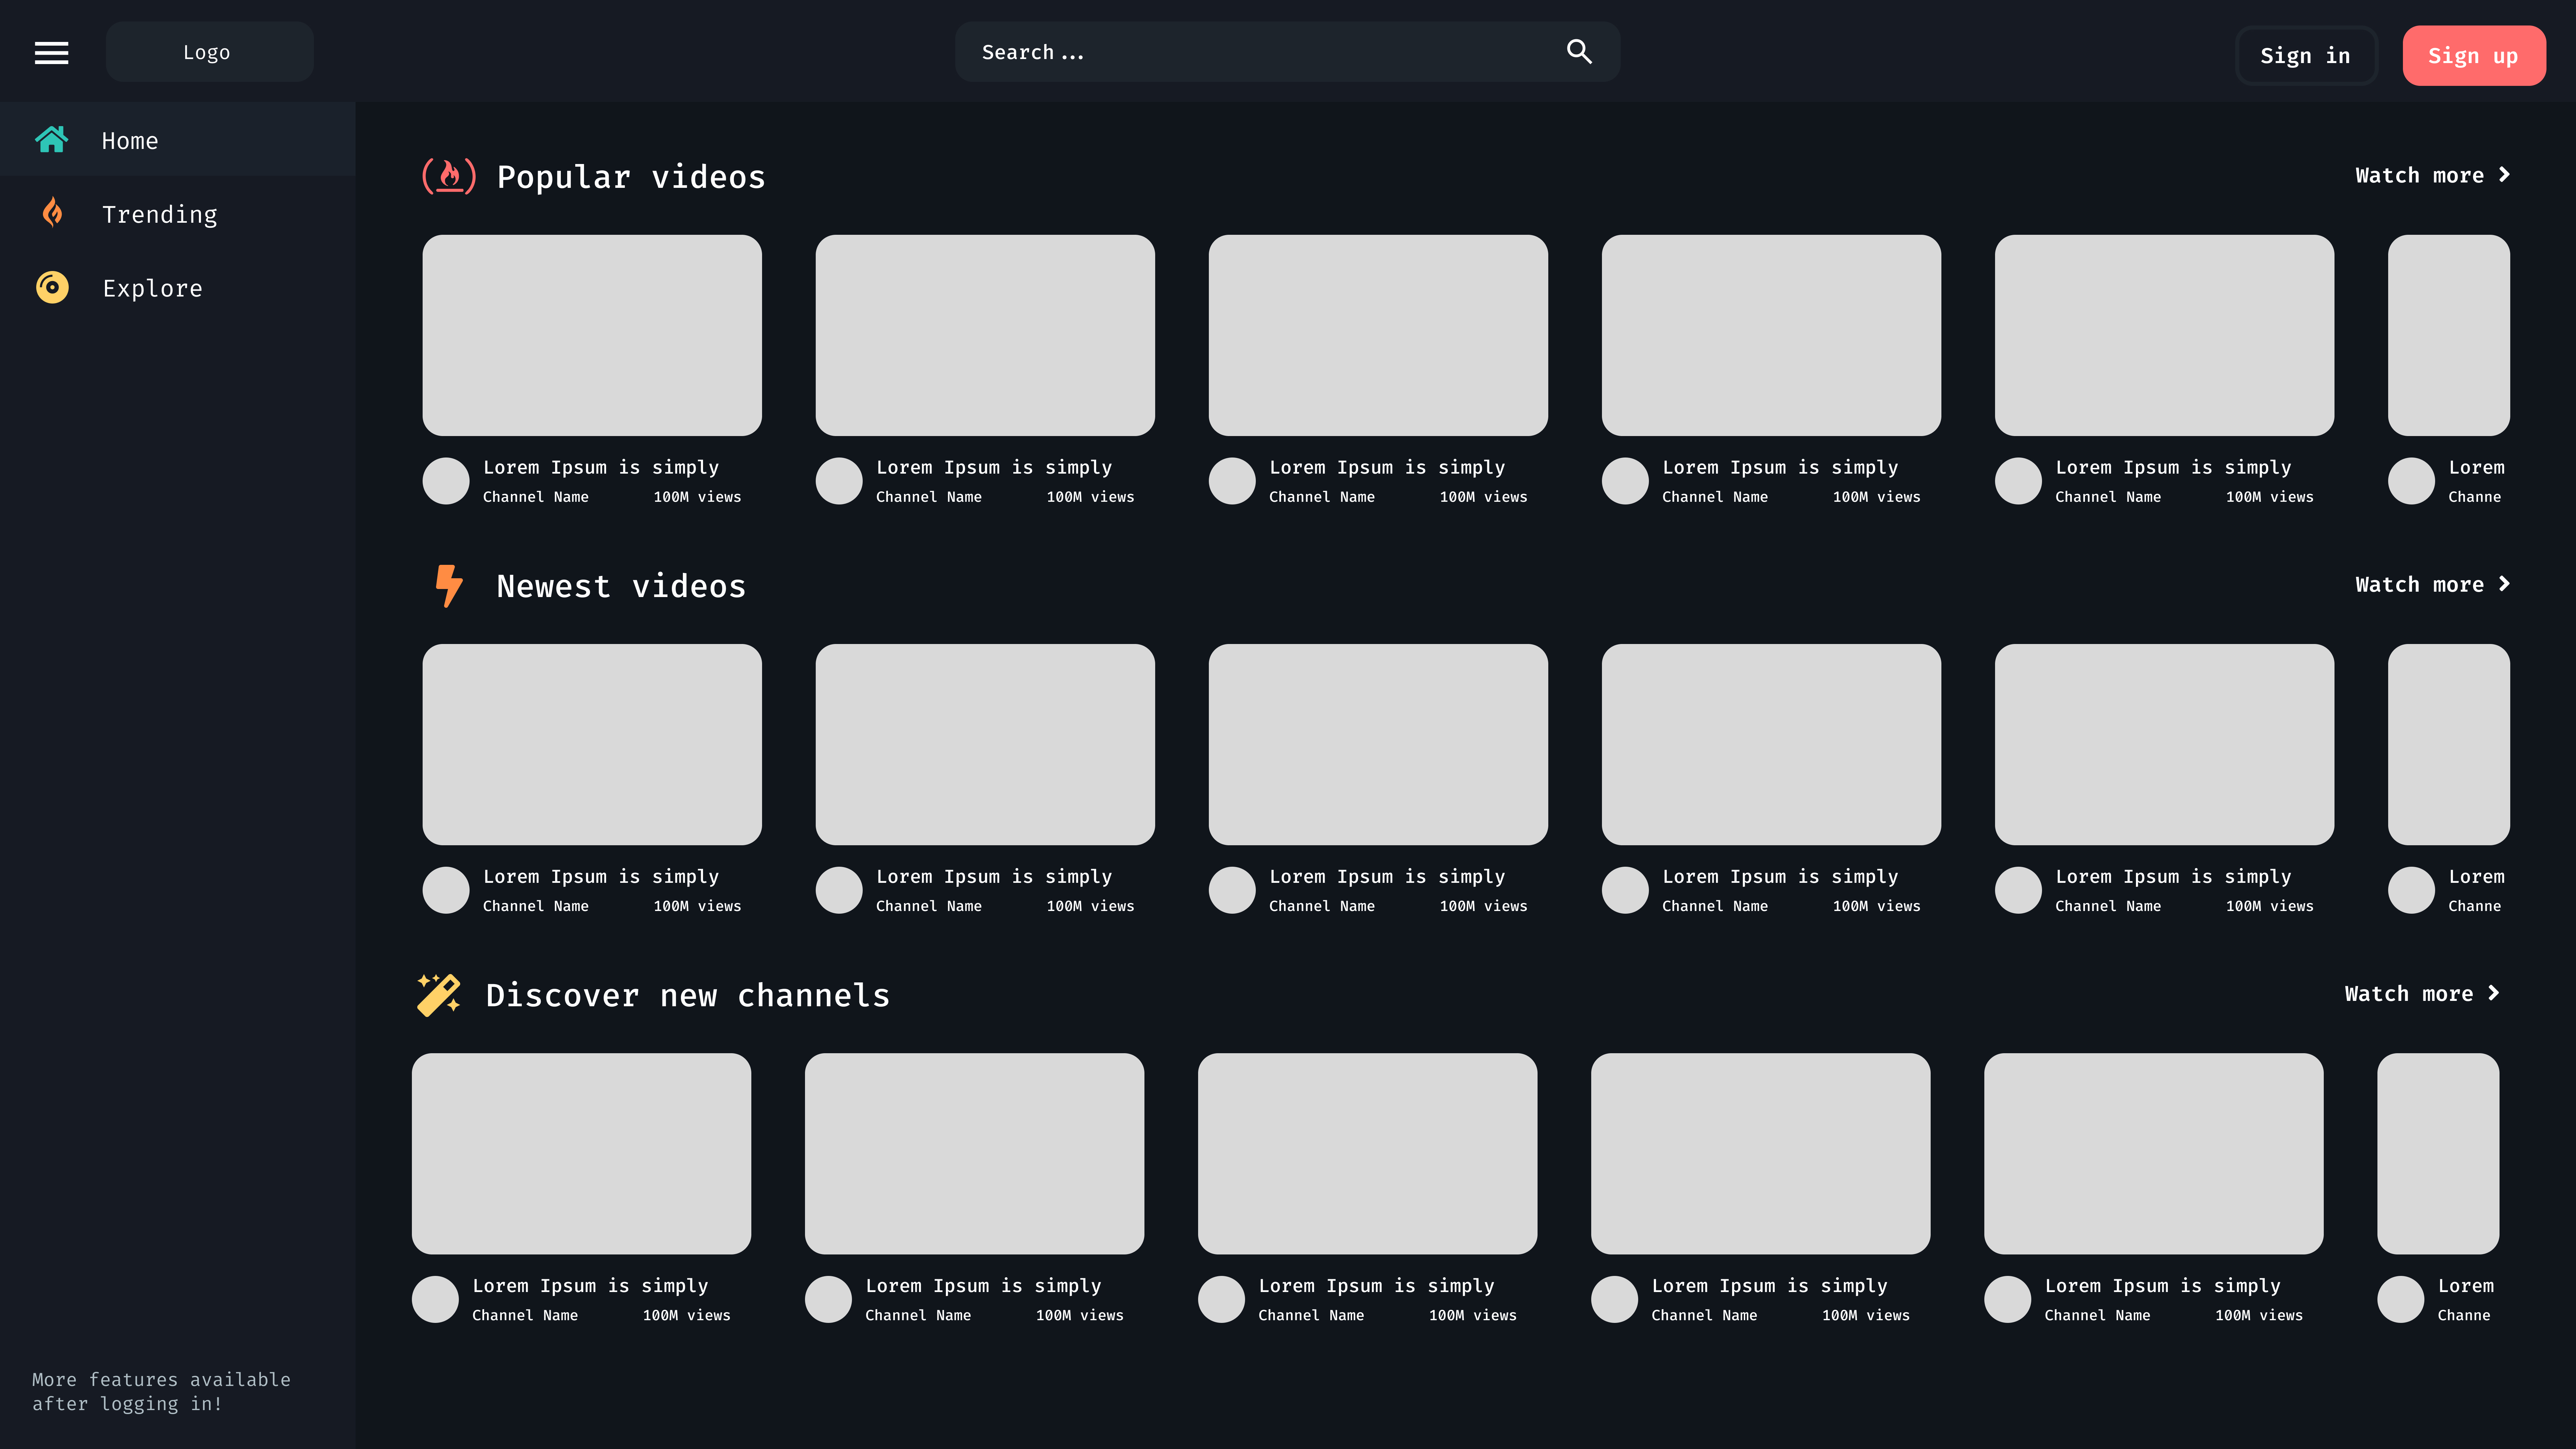 Logo
Search...
Sign in
Sign up
Home
Trending
Explore
More features available
after logging in!
Popular videos
Watch more
Lorem Ipsum is simply
Channel Name 100M views
Lorem Ipsum is simply
Channel Name 100M views
Lorem Ipsum is simply
Channel Name 100M views
Lorem Ipsum is simply
Channel Name 100M views
Lorem Ipsum is simply
Channel Name 100M views
Lorem
Channe
Newest videos
Watch more
Lorem Ipsum is simply
Channel Name 100M views
Lorem Ipsum is simply
Channel Name 100M views
Lorem Ipsum is simply
Channel Name 100M views
Lorem Ipsum is simply
Channel Name 100M views
Lorem Ipsum is simply
Channel Name 100M views
Lorem
Channe
Discover new channels
Watch more
Lorem Ipsum is simply
Channel Name 100M views
Lorem Ipsum is simply
Channel Name 100M views
Lorem Ipsum is simply
Channel Name 100M views
Lorem Ipsum is simply
Channel Name 100M views
Lorem Ipsum is simply
Channel Name 100M views
Lorem
Channe